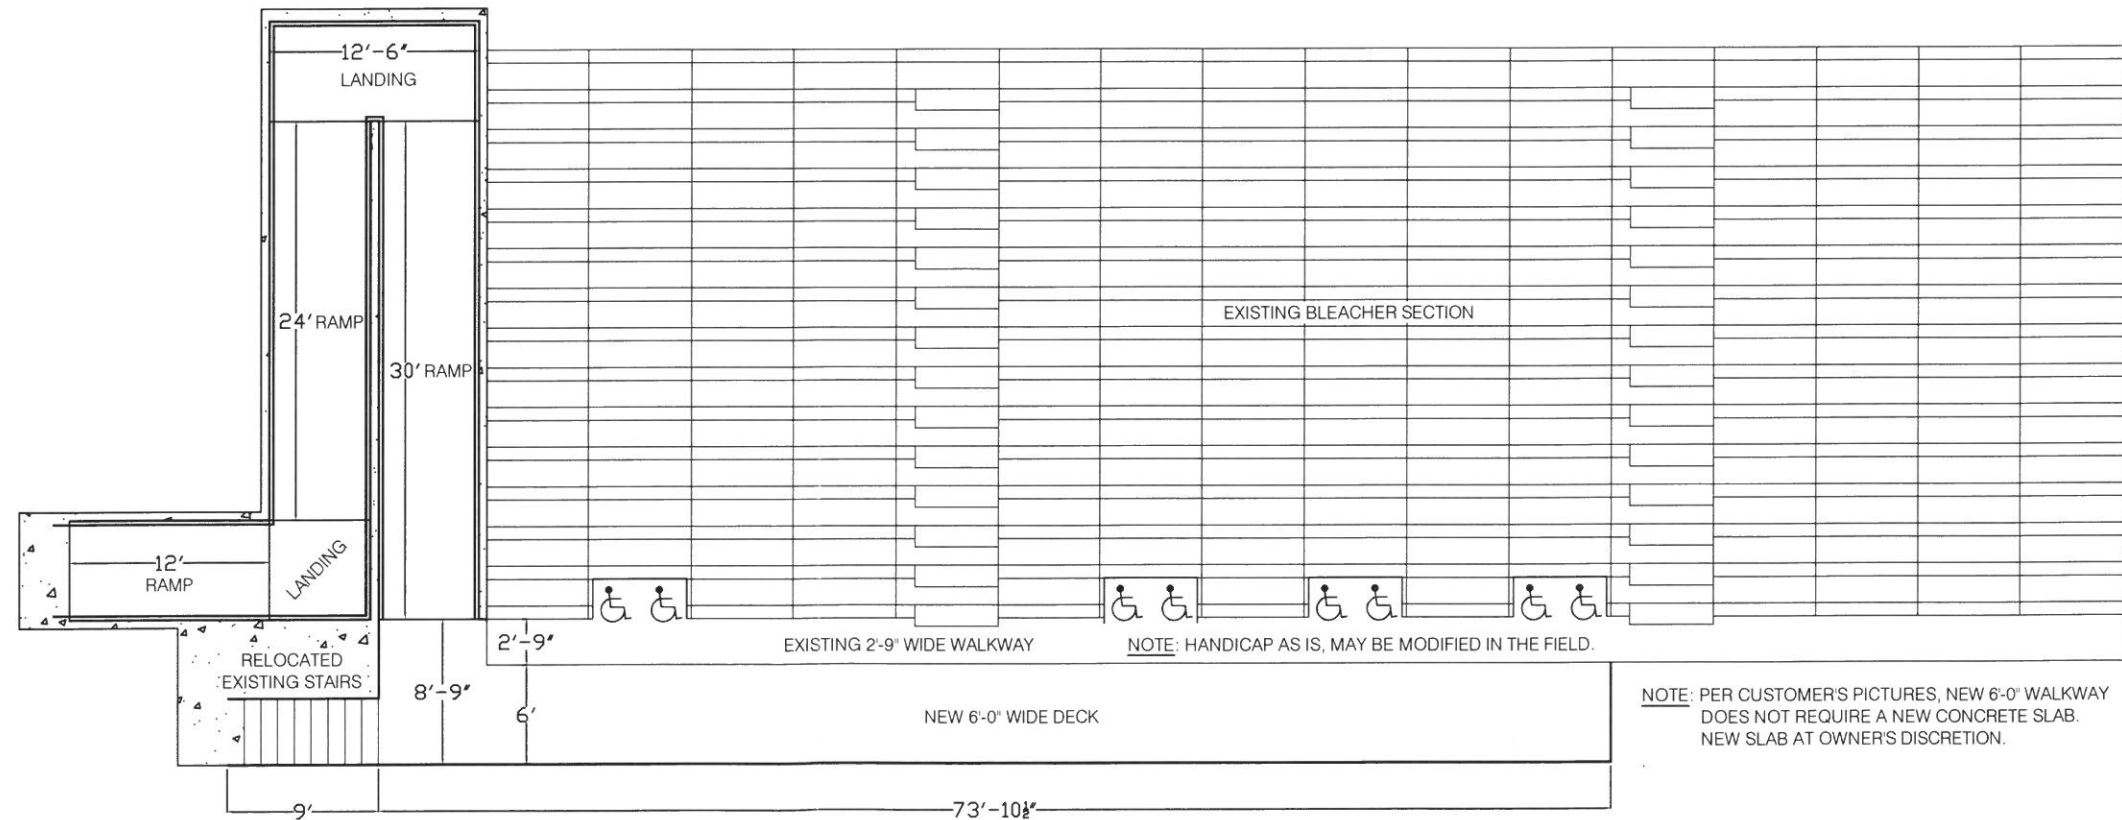 12'-6"
LANDING
24' RAMP
30' RAMP
EXISTING BLEACHER SECTION
12'
RAMP
LANDING
RELOCATED
EXISTING STAIRS
2'-9"
8'-9"
6'
EXISTING 2'-9" WIDE WALKWAY
NOTE: HANDICAP AS IS, MAY BE MODIFIED IN THE FIELD.
NEW 6'-0" WIDE DECK
NOTE: PER CUSTOMER'S PICTURES, NEW 6'-0" WALKWAY
DOES NOT REQUIRE A NEW CONCRETE SLAB.
NEW SLAB AT OWNER'S DISCRETION.
9'
73'-10½"